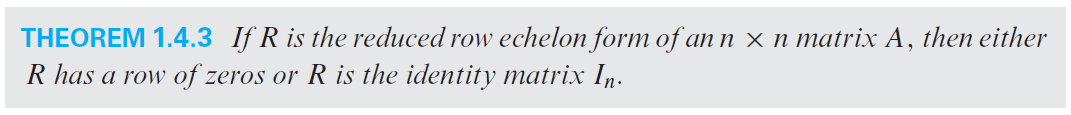 THEOREM 1.4.3 If R is the reduced row echelon form of an n × n matrix A, then either
R has a row of zeros or R is the identity matrix Iₙ.